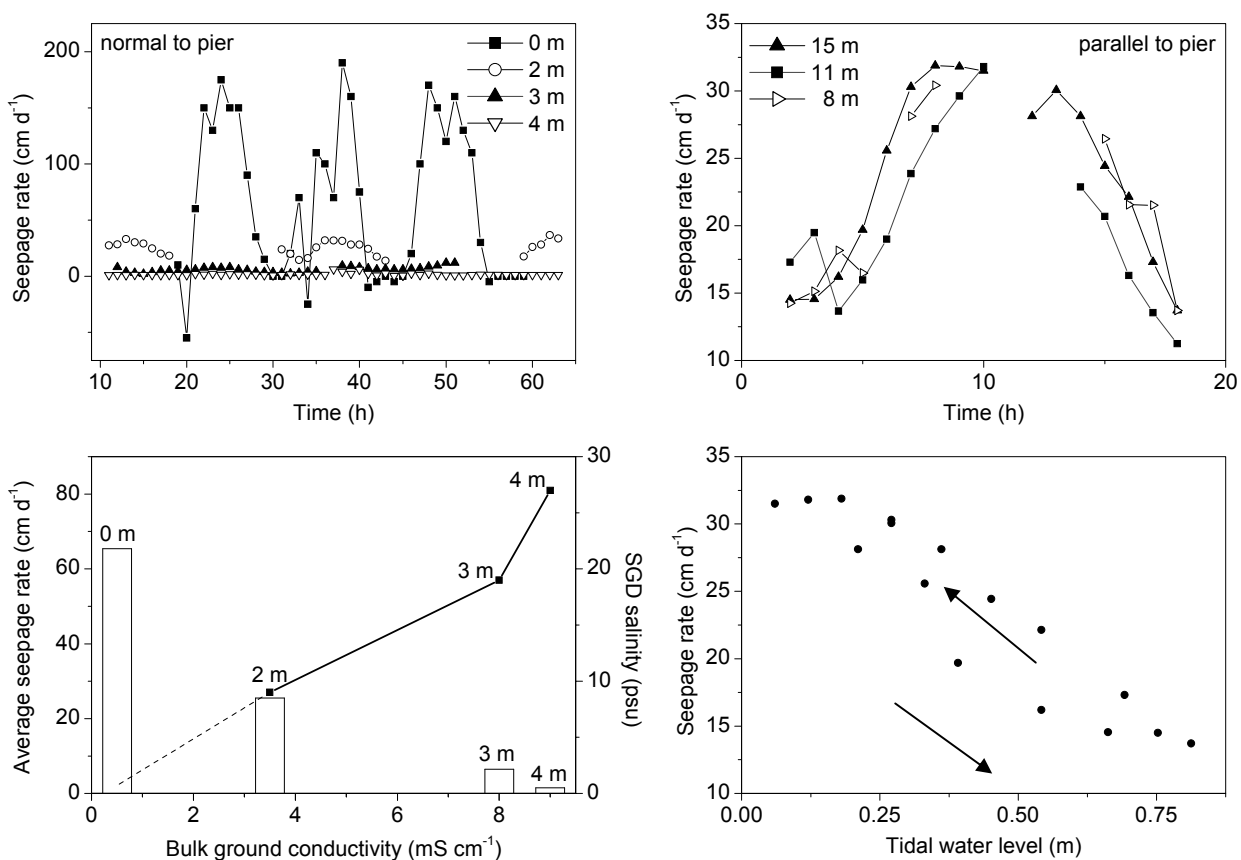 normal to pier
0 m
2 m
3 m
4 m
200
150
100
50
0
Seepage rate (cm d⁻¹)
10 20 30 40 50 60
Time (h)
15 m
11 m
8 m
parallel to pier
35
30
25
20
15
10
Seepage rate (cm d⁻¹)
0 10 20
Time (h)
80
60
40
20
0
Average seepage rate (cm d⁻¹)
0 m
2 m
3 m
4 m
3 m
4 m
30
20
10
0
SGD salinity (psu)
0 2 4 6 8
Bulk ground conductivity (mS cm⁻¹)
35
30
25
20
15
10
Seepage rate (cm d⁻¹)
0.00 0.25 0.50 0.75
Tidal water level (m)